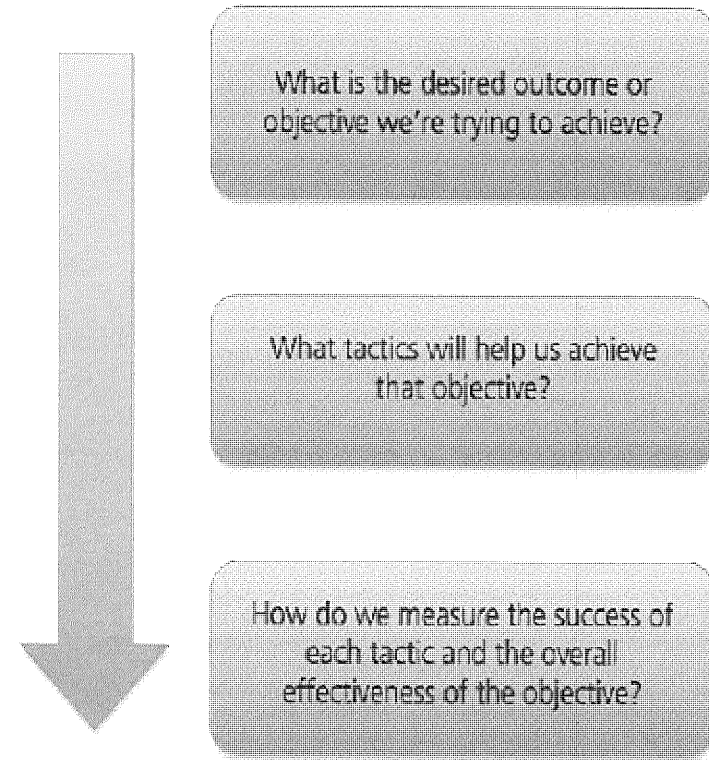 What is the desired outcome or
objective we're trying to achieve?
What tactics will help us achieve
that objective?
How do we measure the success of
each tactic and the overall
effectiveness of the objective?